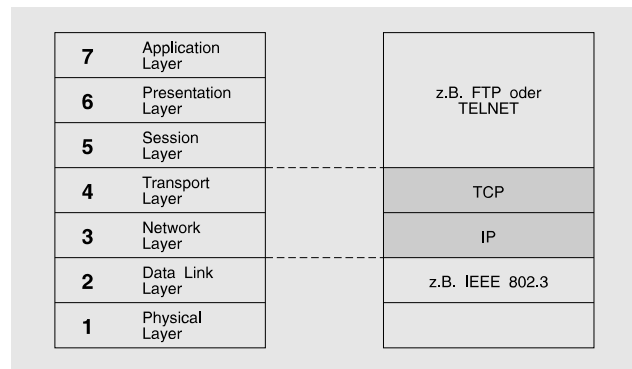 7
Application
Layer
6
Presentation
Layer
5
Session
Layer
4
Transport
Layer
3
Network
Layer
2
Data Link
Layer
1
Physical
Layer
z.B. FTP oder
TELNET
TCP
IP
z.B. IEEE 802.3